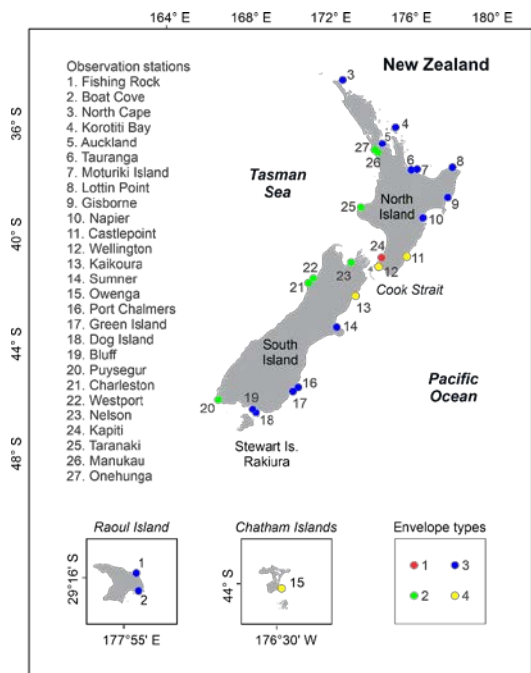 164° E
168° E
172° E
176° E
180° E
New Zealand
Observation stations
1. Fishing Rock
2. Boat Cove
3. North Cape
4. Korotiti Bay
5. Auckland
6. Tauranga
7. Moturiki Island
8. Lottin Point
9. Gisborne
10. Napier
11. Castlepoint
12. Wellington
13. Kaikoura
14. Sumner
15. Owenga
16. Port Chalmers
17. Green Island
18. Dog Island
19. Bluff
20. Puysegur
21. Charleston
22. Westport
23. Nelson
24. Kapiti
25. Taranaki
26. Manukau
27. Onehunga
36° S
40° S
44° S
48° S
3
4
5
27
26
6
7
8
Tasman
Sea
North
Island
25
9
10
24
11
12
Cook Strait
23
22
21
13
14
South
Island
16
17
Pacific
Ocean
20
19
18
Stewart Is.
Rakiura
Raoul Island
29°16' S
1
2
177°55' E
Chatham Islands
44° S
15
176°30' W
Envelope types
1
3
2
4